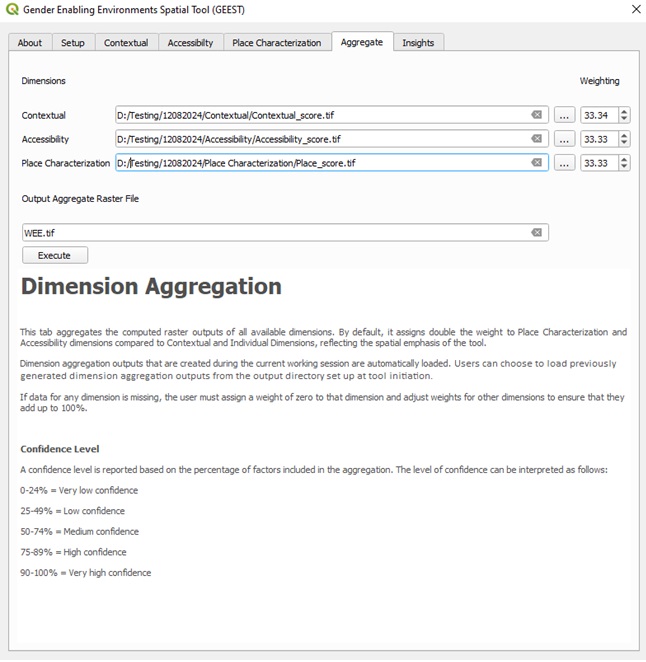 Gender Enabling Environments Spatial Tool (GEEST)
About Setup Contextual Accessibilty Place Characterization Aggregate Insights
Dimensions Weighting
Contextual D:/Testing/12082024/Contextual/Contextual_score.tif ... 33.34
Accessibility D:/Testing/12082024/Accessibility/Accessibility_score.tif ... 33.33
Place Characterization D:/Testing/12082024/Place Characterization/Place_score.tif ... 33.33
Output Aggregate Raster File
WEE.tif
Execute
Dimension Aggregation
This tab aggregates the computed raster outputs of all available dimensions. By default, it assigns double the weight to Place Characterization and
Accessibility dimensions compared to Contextual and Individual Dimensions, reflecting the spatial emphasis of the tool.
Dimension aggregation outputs that are created during the current working session are automatically loaded. Users can choose to load previously
generated dimension aggregation outputs from the output directory set up at tool initiation.
If data for any dimension is missing, the user must assign a weight of zero to that dimension and adjust weights for other dimensions to ensure that they
add up to 100%.
Confidence Level
A confidence level is reported based on the percentage of factors included in the aggregation. The level of confidence can be interpreted as follows:
0-24% = Very low confidence
25-49% = Low confidence
50-74% = Medium confidence
75-89% = High confidence
90-100% = Very high confidence